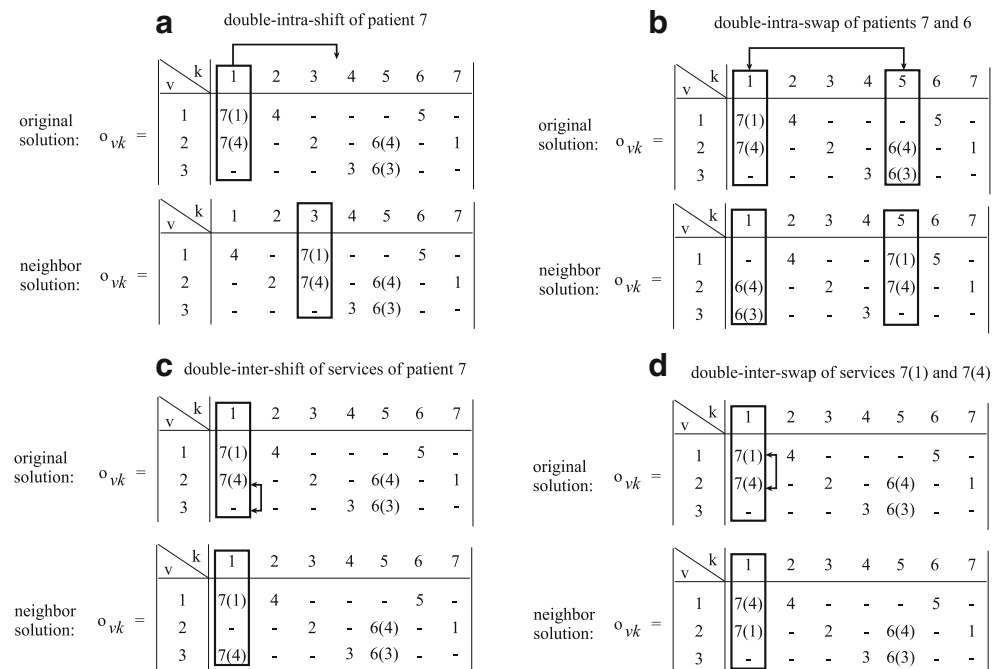 a
double-intra-shift of patient 7
k
v
1 2 3 4 5 6 7
original solution: o vk =
1 7(1) 4 - - - 5 -
2 7(4) - 2 - 6(4) - 1
3 - - - 3 6(3) - -
k
v
1 2 3 4 5 6 7
neighbor solution: o vk =
1 4 - 7(1) - - 5 -
2 - 2 7(4) - 6(4) - 1
3 - - - 3 6(3) - -
b
double-intra-swap of patients 7 and 6
k
v
1 2 3 4 5 6 7
original solution: o vk =
1 7(1) 4 - - - 5 -
2 7(4) - 2 - 6(4) - 1
3 - - - 3 6(3) - -
k
v
1 2 3 4 5 6 7
neighbor solution: o vk =
1 - 4 - - 7(1) 5 -
2 6(4) - 2 - 7(4) - 1
3 6(3) - - 3 - - -
c
double-inter-shift of services of patient 7
k
v
1 2 3 4 5 6 7
original solution: o vk =
1 7(1) 4 - - - 5 -
2 7(4) - 2 - 6(4) - 1
3 - - - 3 6(3) - -
k
v
1 2 3 4 5 6 7
neighbor solution: o vk =
1 7(1) 4 - - - 5 -
2 - - 2 - 6(4) - 1
3 7(4) - - 3 6(3) - -
d
double-inter-swap of services 7(1) and 7(4)
k
v
1 2 3 4 5 6 7
original solution: o vk =
1 7(1) 4 - - - 5 -
2 7(4) - 2 - 6(4) - 1
3 - - - 3 6(3) - -
k
v
1 2 3 4 5 6 7
neighbor solution: o vk =
1 7(4) 4 - - - 5 -
2 7(1) - 2 - 6(4) - 1
3 - - - 3 6(3) - -